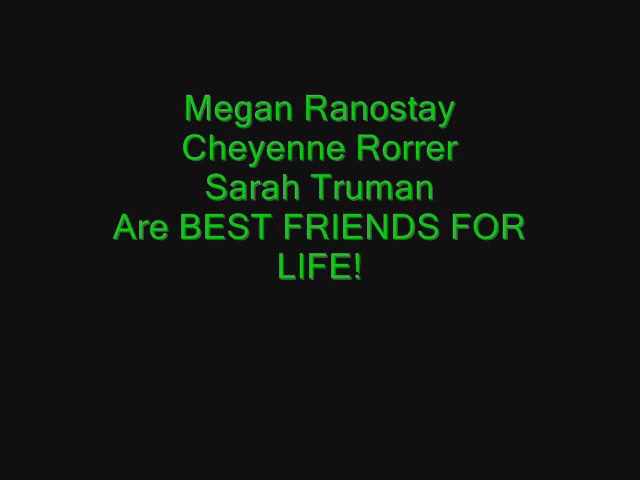 Megan Ranostay
Cheyenne Rorrer
Sarah Truman
Are BEST FRIENDS FOR
LIFE!